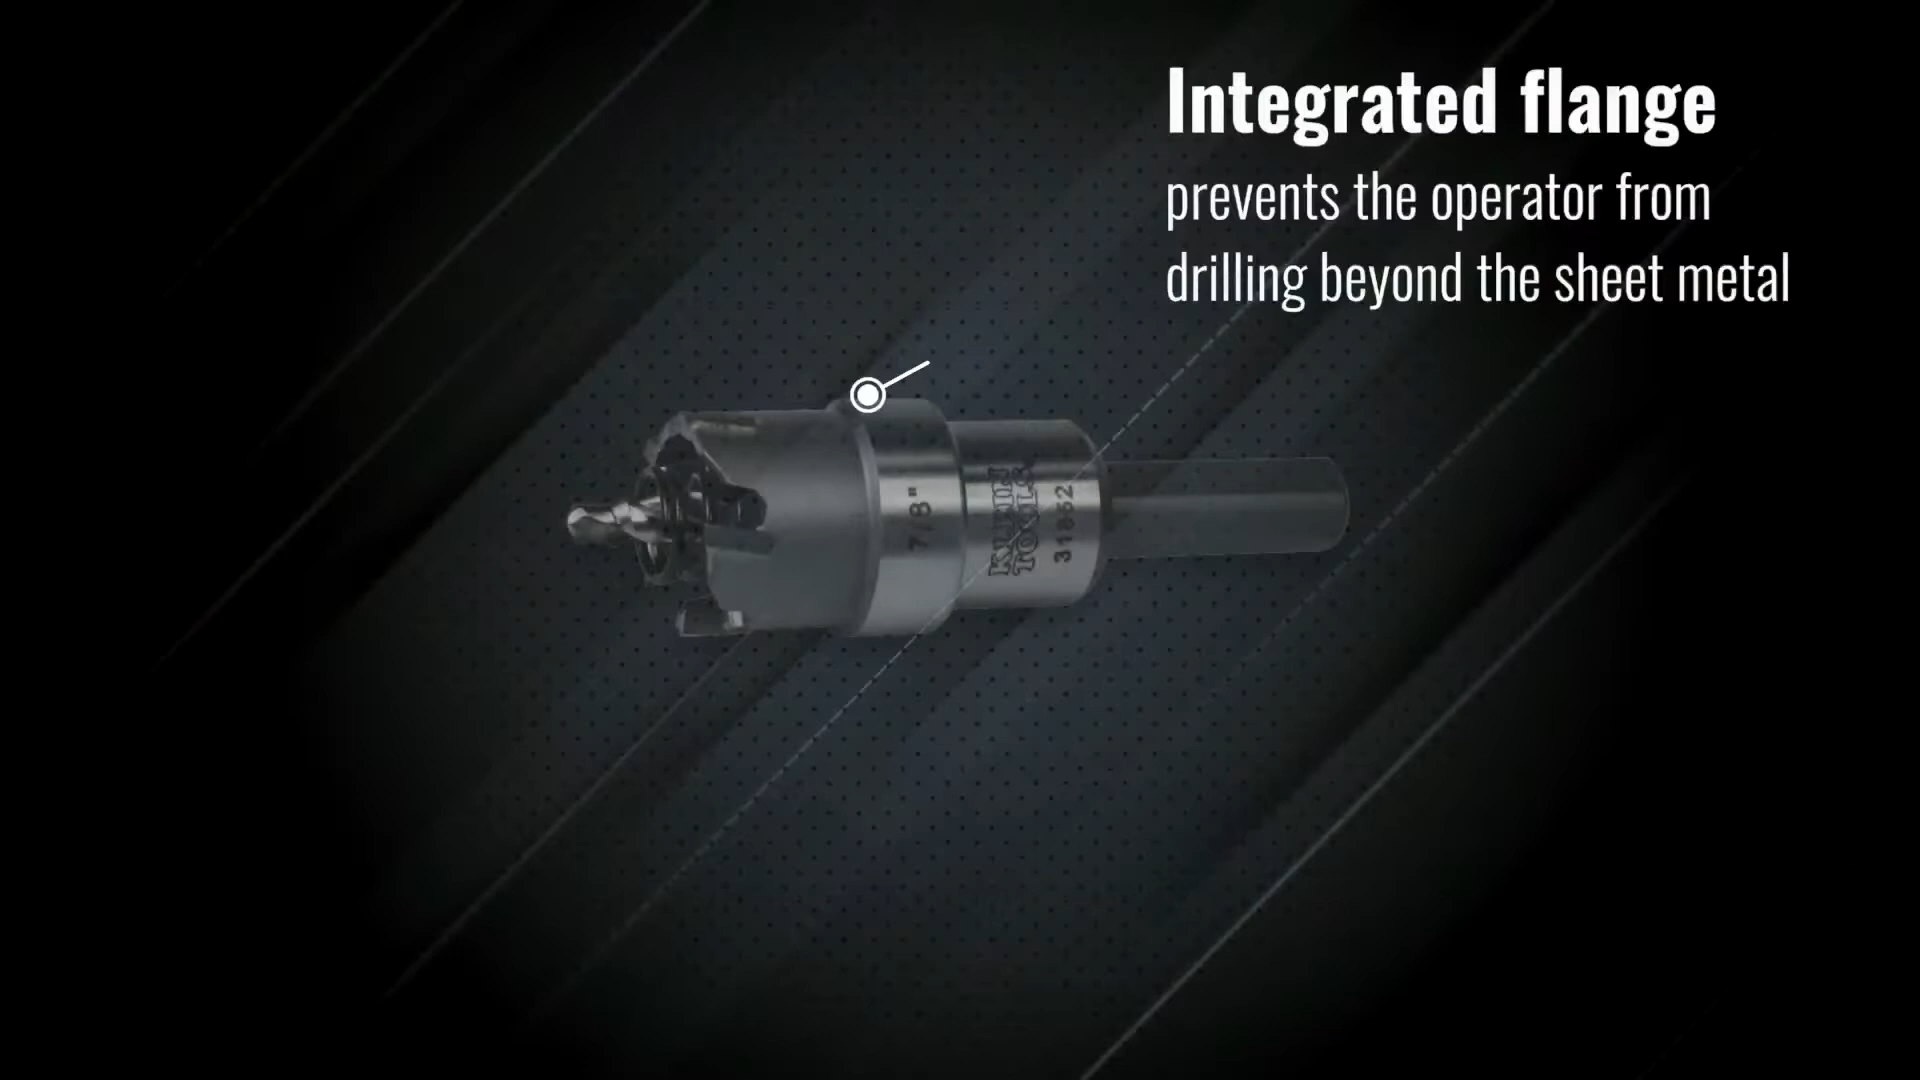 Integrated flange
prevents the operator from
drilling beyond the sheet metal
7/8"
KLEIN
TOOLS
31852